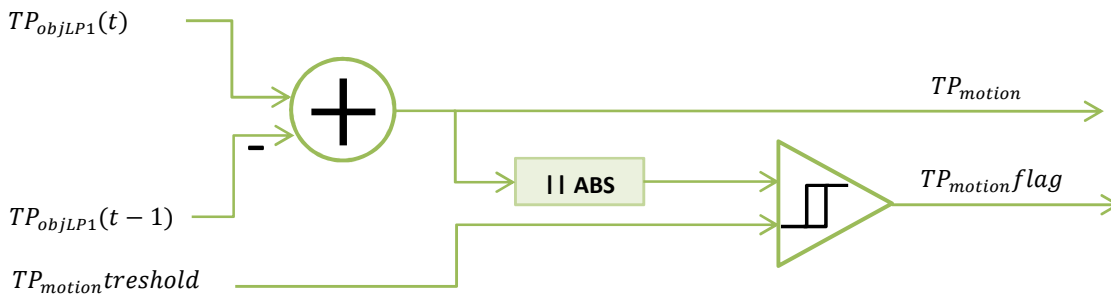 TP_objLP1(t)
TP_motion
-
|| ABS
TP_motion flag
TP_objLP1(t − 1)
TP_motion treshold